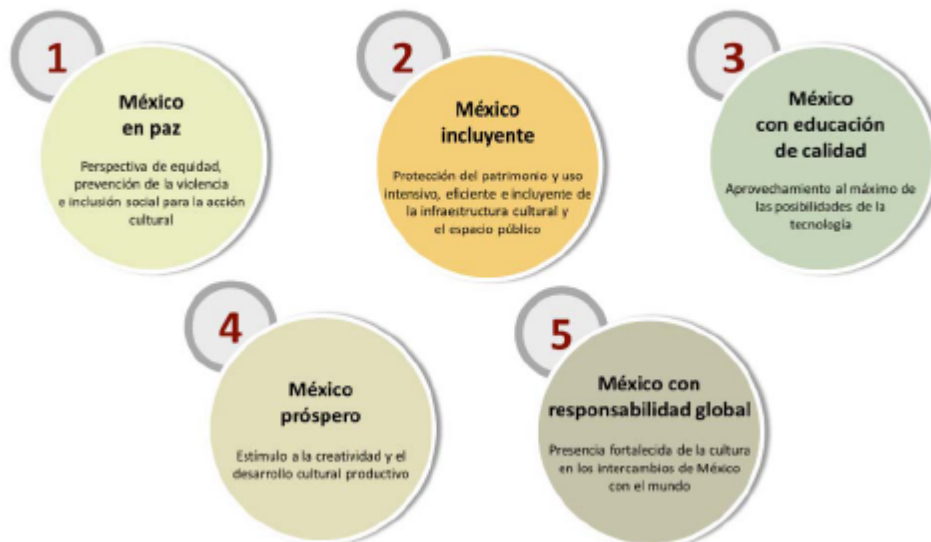 1
México
en paz
Perspectiva de equidad,
prevención de la violencia
e inclusión social para la acción
cultural
2
México
incluyente
Protección del patrimonio y uso
intensivo, eficiente e incluyente de
la infraestructura cultural y
el espacio público
3
México
con educación
de calidad
Aprovechamiento al máximo de
las posibilidades de la
tecnología
4
México
próspero
Estímulo a la creatividad y el
desarrollo cultural productivo
5
México con
responsabilidad global
Presencia fortalecida de la cultura
en los intercambios de México
con el mundo